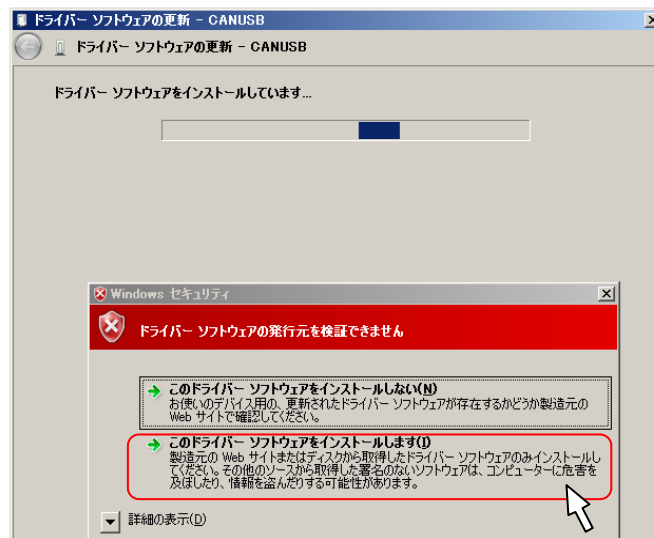 ドライバー ソフトウェアの更新 - CANUSB
ドライバー ソフトウェアの更新 - CANUSB
ドライバー ソフトウェアをインストールしています...
Windows セキュリティ
ドライバー ソフトウェアの発行元を検証できません
このドライバー ソフトウェアをインストールしない(N)
お使いのデバイス用の、更新されたドライバー ソフトウェアが存在するかどうか製造元の
Web サイトで確認してください。
このドライバー ソフトウェアをインストールします(I)
製造元の Web サイトまたはディスクから取得したドライバー ソフトウェアのみインストールし
てください。その他のソースから取得した署名のないソフトウェアは、コンピューターに危害を
及ぼしたり、情報を盗んだりする可能性があります。
詳細の表示(D)